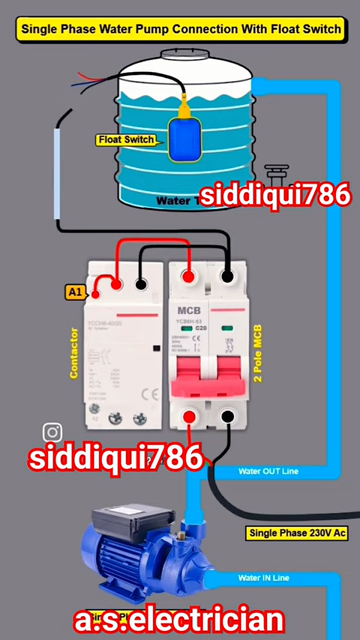 Single Phase Water Pump Connection With Float Switch
Float Switch
Water T
siddiqui786
A1
Contactor
MCB
C20
2 Pole MCB
siddiqui786
Water OUT Line
Single Phase 230V Ac
Water IN Line
a.s.electrician